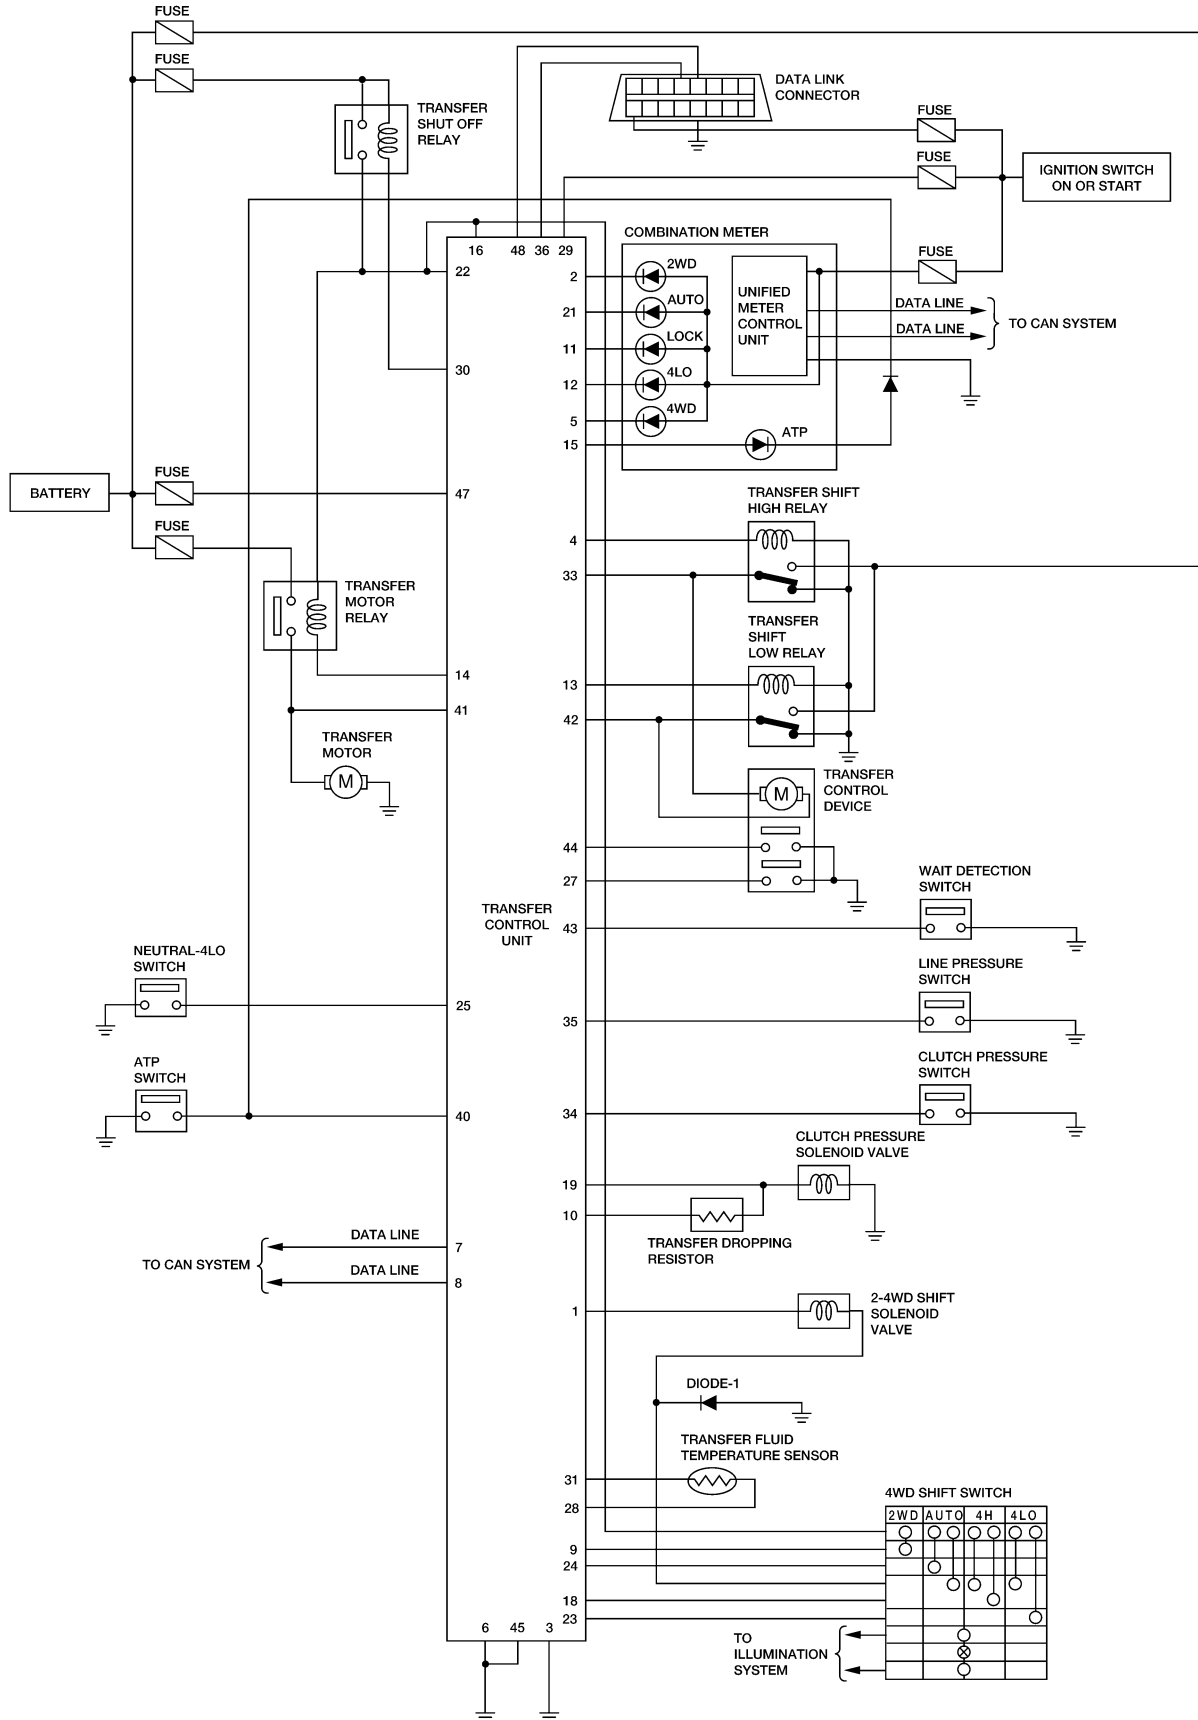 FUSE
FUSE
TRANSFER
SHUT OFF
RELAY
DATA LINK
CONNECTOR
FUSE
FUSE
IGNITION SWITCH
ON OR START
FUSE
COMBINATION METER
16
48
36
29
22
30
47
14
41
25
40
7
8
2
21
11
12
5
15
2WD
AUTO
LOCK
4LO
4WD
ATP
UNIFIED
METER
CONTROL
UNIT
DATA LINE
DATA LINE
TO CAN SYSTEM
BATTERY
FUSE
FUSE
TRANSFER
MOTOR
RELAY
TRANSFER
MOTOR
M
TRANSFER SHIFT
HIGH RELAY
4
33
TRANSFER
SHIFT
LOW RELAY
13
42
TRANSFER
CONTROL
DEVICE
M
44
27
TRANSFER
CONTROL
UNIT
43
WAIT DETECTION
SWITCH
NEUTRAL-4LO
SWITCH
LINE PRESSURE
SWITCH
35
ATP
SWITCH
CLUTCH PRESSURE
SWITCH
34
CLUTCH PRESSURE
SOLENOID VALVE
19
10
TRANSFER DROPPING
RESISTOR
DATA LINE
DATA LINE
TO CAN SYSTEM
1
2-4WD SHIFT
SOLENOID
VALVE
DIODE-1
TRANSFER FLUID
TEMPERATURE SENSOR
31
28
4WD SHIFT SWITCH
2WD AUTO 4H 4LO
9
24
18
23
6
45
3
TO
ILLUMINATION
SYSTEM